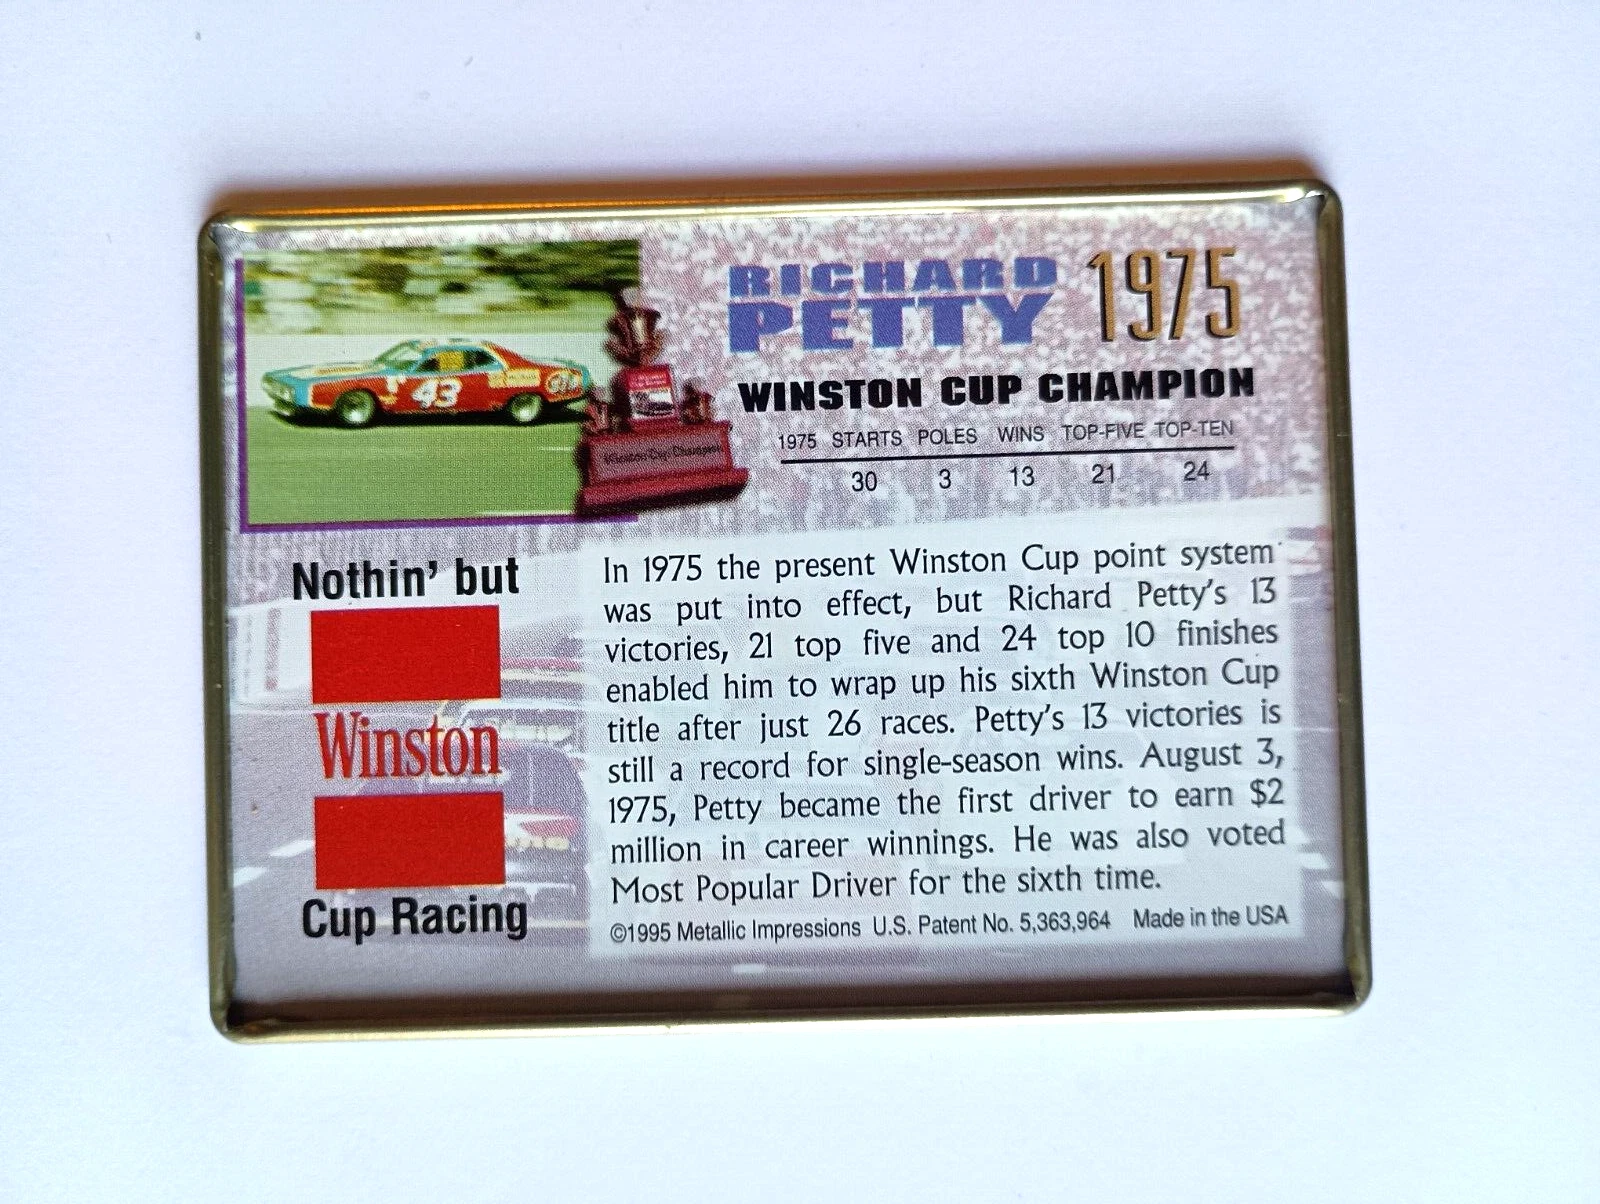 RICHARD
PETTY
1975
WINSTON CUP CHAMPION
1975 STARTS POLES WINS TOP-FIVE TOP-TEN
30 3 13 21 24
43
STP
Winston Cup Champion
Nothin' but
Winston
Cup Racing
In 1975 the present Winston Cup point system
was put into effect, but Richard Petty's 13
victories, 21 top five and 24 top 10 finishes
enabled him to wrap up his sixth Winston Cup
title after just 26 races. Petty's 13 victories is
still a record for single-season wins. August 3,
1975, Petty became the first driver to earn $2
million in career winnings. He was also voted
Most Popular Driver for the sixth time.
©1995 Metallic Impressions U.S. Patent No. 5,363,964 Made in the USA